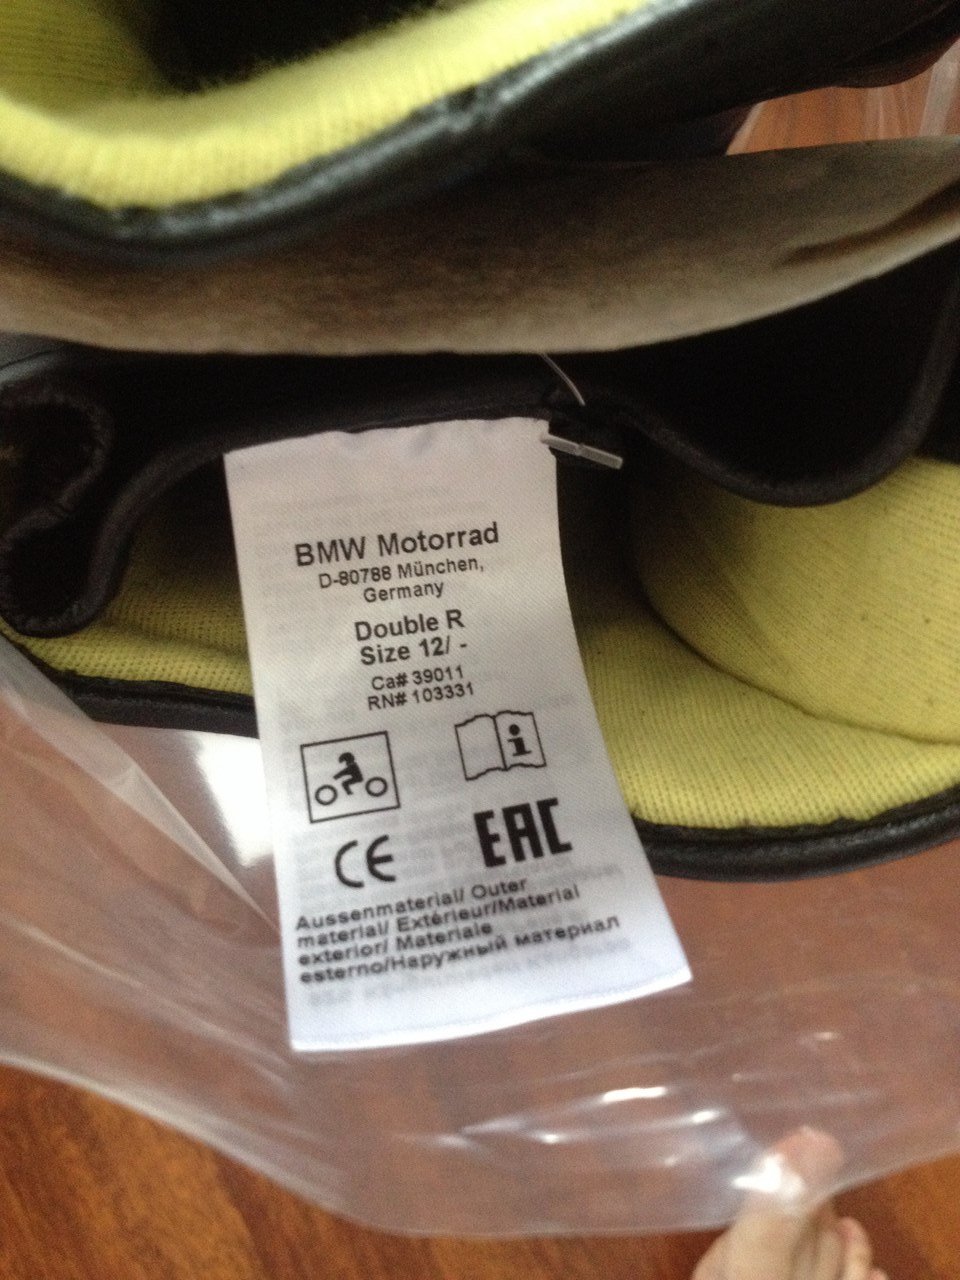 BMW Motorrad
D-80788 München,
Germany
Double R
Size 12/ -
Ca# 39011
RN# 103331
i
CE
EAC
Aussenmaterial/ Outer
material/ Extérieur/Material
exterior/ Materiale
esterno/Наружный материал